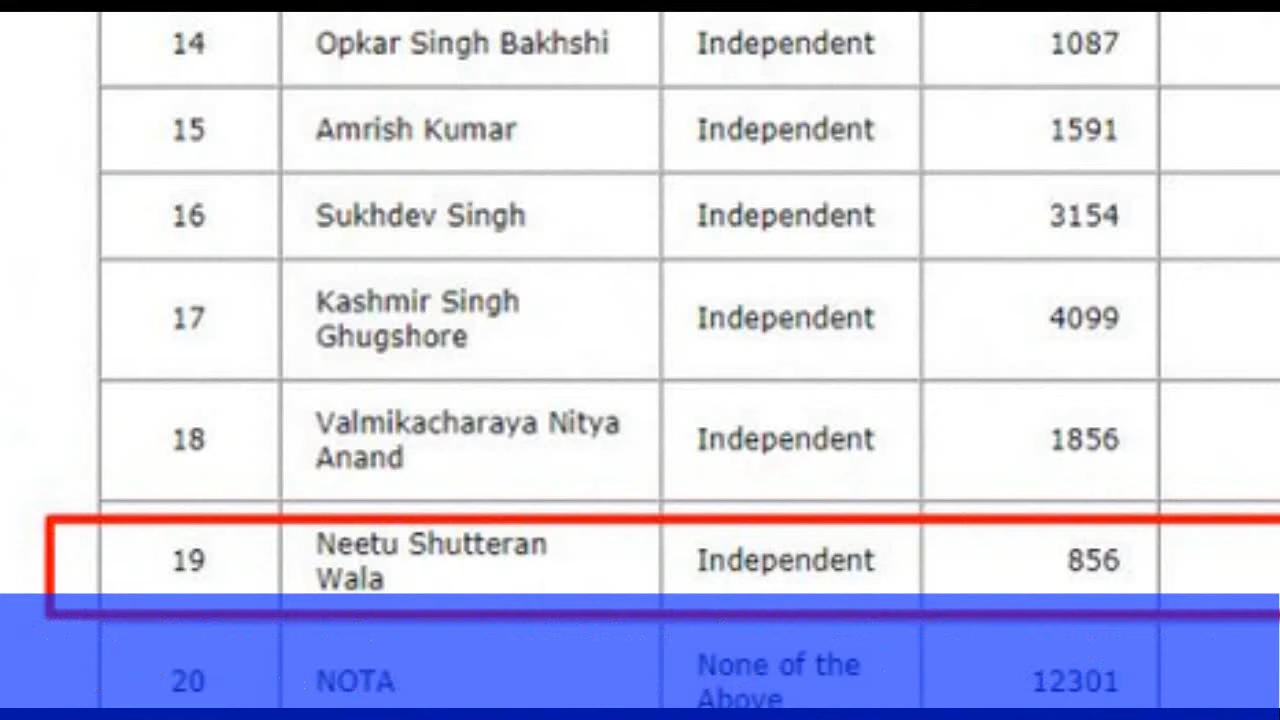 14 Opkar Singh Bakhshi Independent 1087
15 Amrish Kumar Independent 1591
16 Sukhdev Singh Independent 3154
17 Kashmir Singh Ghugshore Independent 4099
18 Valmikacharaya Nitya Anand Independent 1856
19 Neetu Shutteran Wala Independent 856
20 NOTA None of the Above 12301